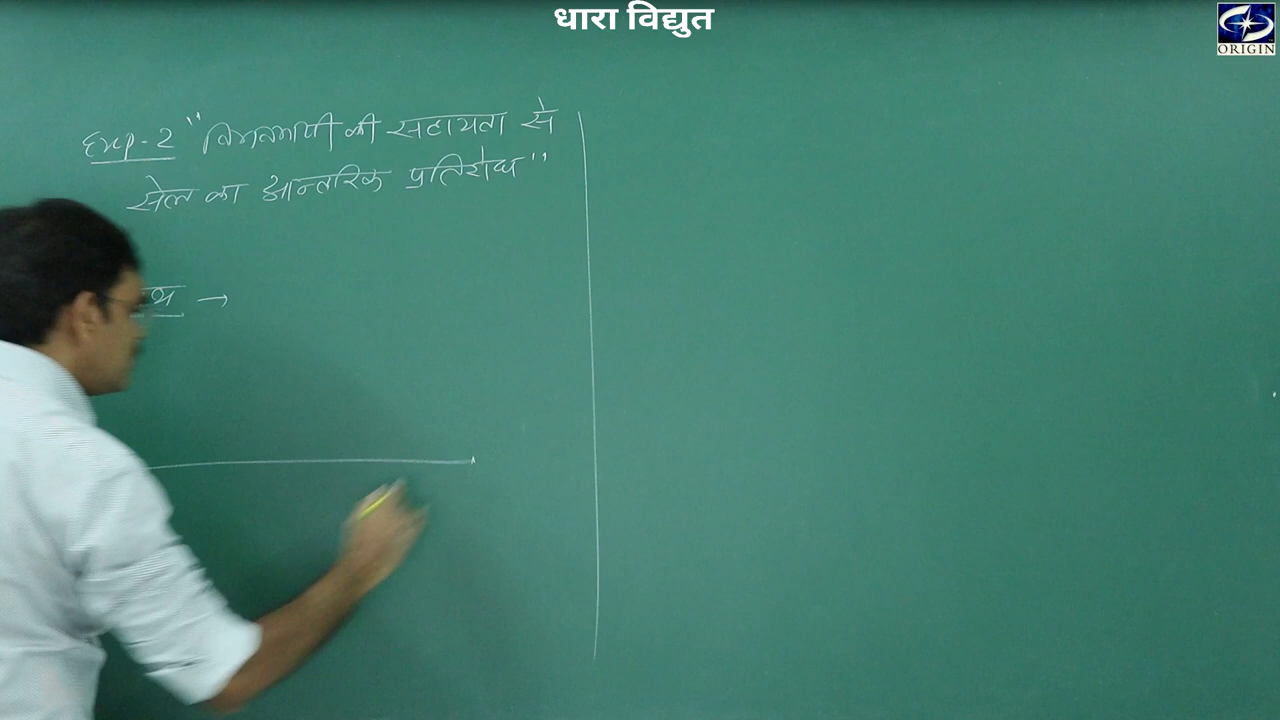 धारा विद्युत
ORIGIN
Exp-2 "विभवमापी की सहायता से
सेल का आन्तरिक प्रतिरोध"
→